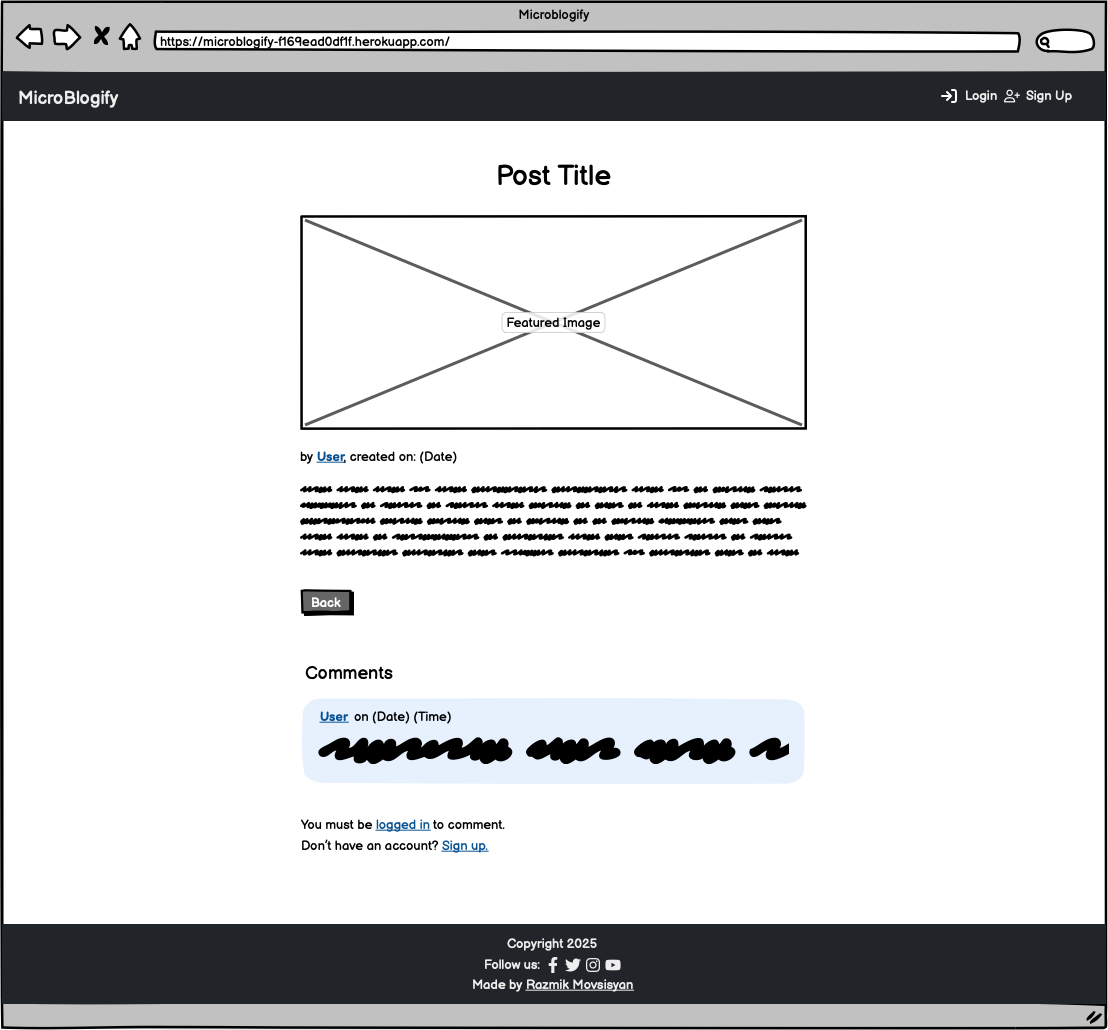 Microblogify
https://microblogify-f169ead0df1f.herokuapp.com/
MicroBlogify
Login Sign Up
Post Title
Featured Image
by User, created on: (Date)
Back
Comments
User on (Date) (Time)
You must be logged in to comment.
Don't have an account? Sign up.
Copyright 2025
Follow us:
Made by Razmik Movsisyan